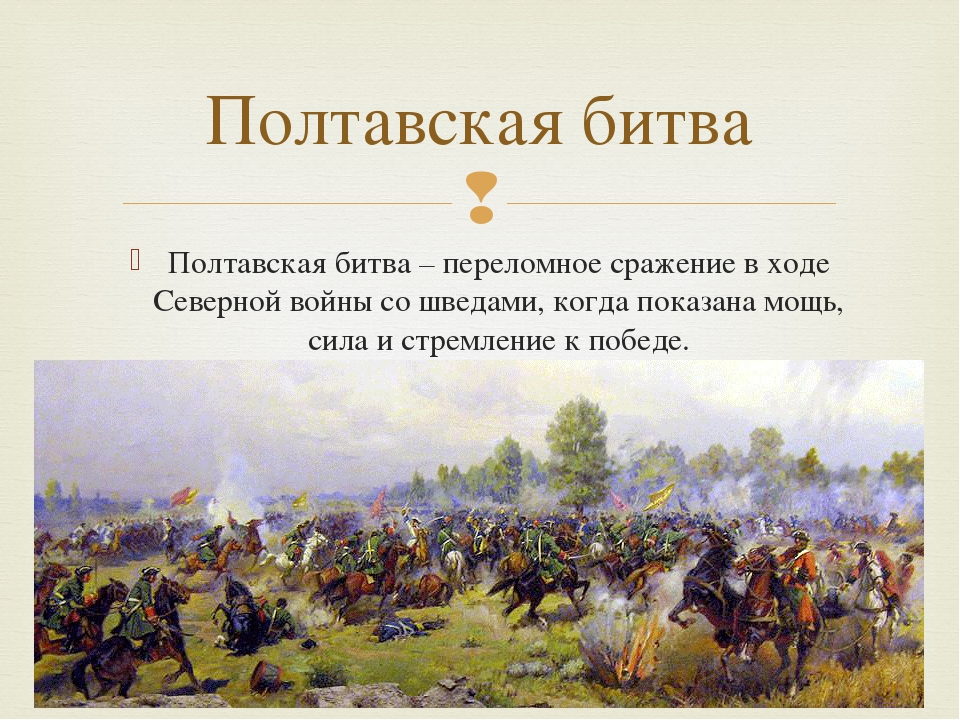 Полтавская битва
Полтавская битва – переломное сражение в ходе
Северной войны со шведами, когда показана мощь,
сила и стремление к победе.